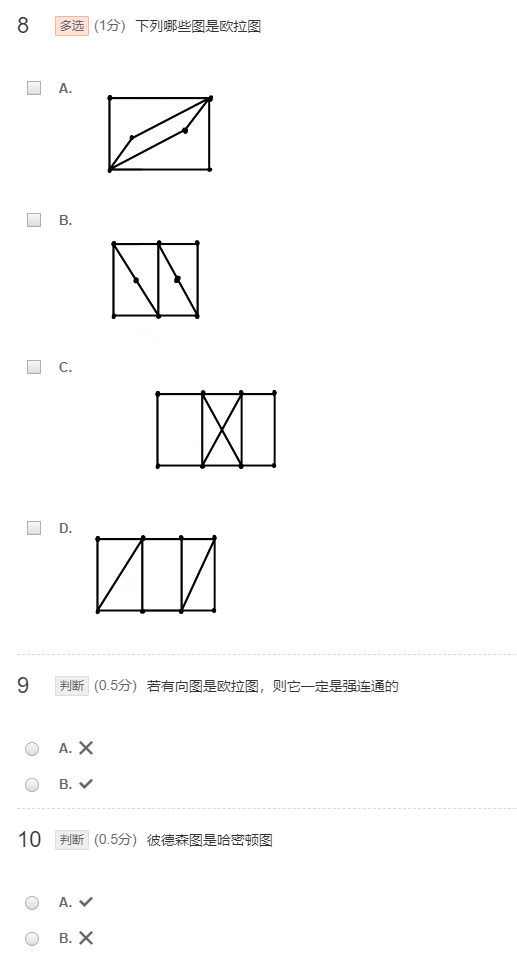 8 多选 (1分) 下列哪些图是欧拉图
A.
B.
C.
D.
9 判断 (0.5分) 若有向图是欧拉图，则它一定是强连通的
A. ✕
B. ✓
10 判断 (0.5分) 彼德森图是哈密顿图
A. ✓
B. ✕